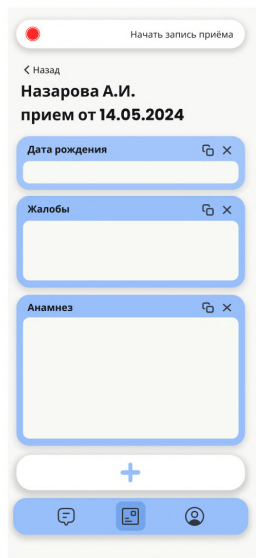 Начать запись приёма
Назад
Назарова А.И.
прием от 14.05.2024
Дата рождения
Жалобы
Анамнез